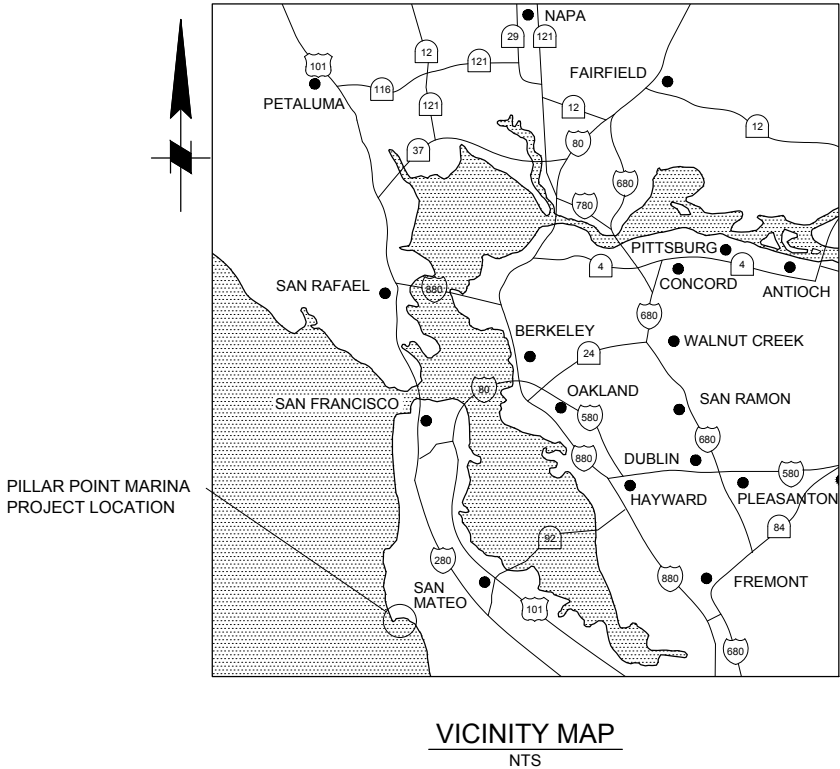 NAPA
29
121
12
101
121
FAIRFIELD
116
PETALUMA
121
12
12
37
80
680
780
PITTSBURG
4
4
CONCORD
ANTIOCH
SAN RAFAEL
880
680
BERKELEY
24
WALNUT CREEK
80
OAKLAND
SAN RAMON
SAN FRANCISCO
580
680
880
DUBLIN
580
PILLAR POINT MARINA
PROJECT LOCATION
HAYWARD
PLEASANTON
84
92
280
880
FREMONT
SAN
MATEO
101
680
VICINITY MAP
NTS